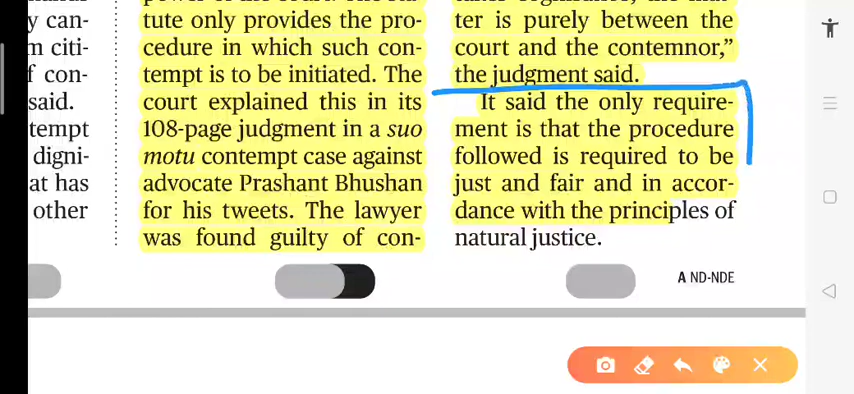 y can-
m citi-
f con-
said.
tempt
digni-
at has
other
tute only provides the pro-
cedure in which such con-
tempt is to be initiated. The
court explained this in its
108-page judgment in a suo
motu contempt case against
advocate Prashant Bhushan
for his tweets. The lawyer
was found guilty of con-
ter is purely between the
court and the contemnor,”
the judgment said.
It said the only require-
ment is that the procedure
followed is required to be
just and fair and in accor-
dance with the principles of
natural justice.
A ND-NDE